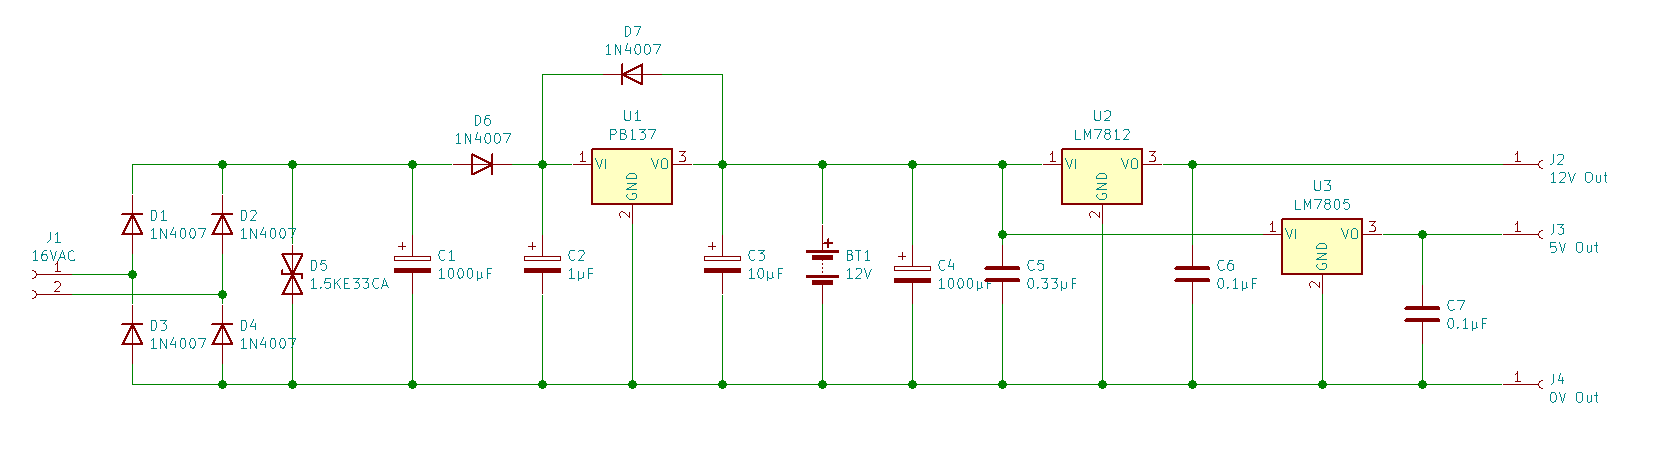 D7
1N4007
D6
1N4007
U1
PB137
1
VI
VO
3
GND
2
U2
LM7812
1
VI
VO
3
GND
2
1
J2
12V Out
U3
LM7805
1
VI
VO
3
GND
2
1
J3
5V Out
J1
16VAC
1
2
D1
1N4007
D2
1N4007
D3
1N4007
D4
1N4007
D5
1.5KE33CA
+
C1
1000µF
+
C2
1µF
+
C3
10µF
+
BT1
12V
+
C4
1000µF
C5
0.33µF
C6
0.1µF
C7
0.1µF
1
J4
0V Out